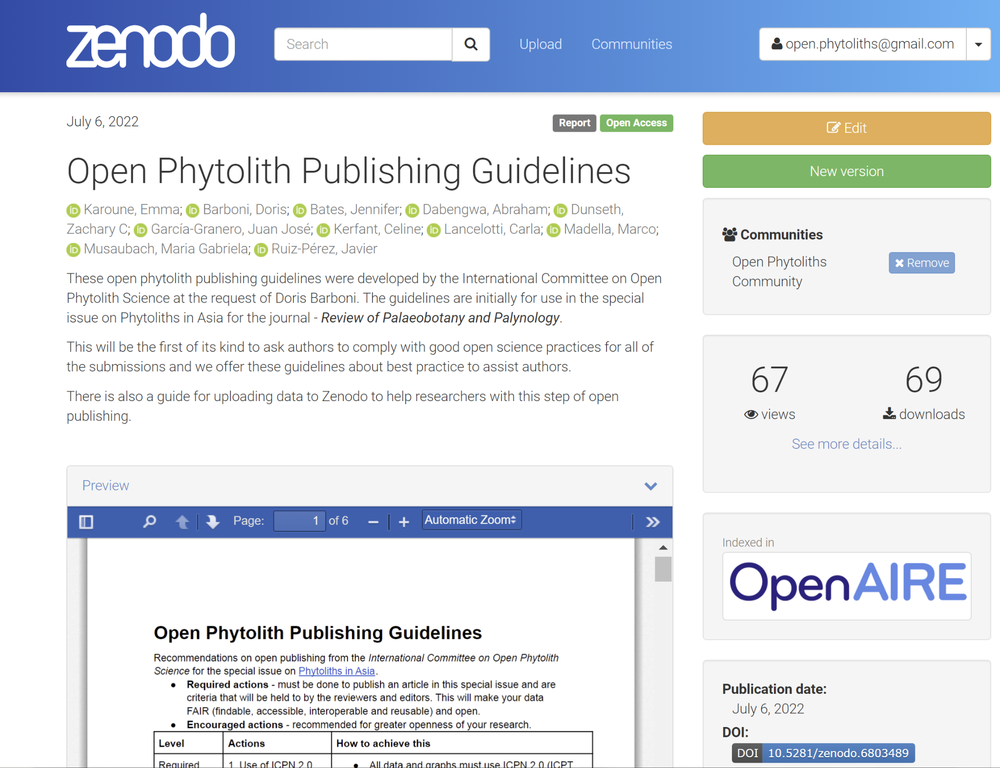 zenodo
Search
Upload
Communities
open.phytoliths@gmail.com
July 6, 2022
Report
Open Access
Open Phytolith Publishing Guidelines
iD Karoune, Emma; iD Barboni, Doris; iD Bates, Jennifer; iD Dabengwa, Abraham; iD Dunseth,
Zachary C; iD García-Granero, Juan José; iD Kerfant, Celine; iD Lancelotti, Carla; iD Madella, Marco;
iD Musaubach, Maria Gabriela; iD Ruiz-Pérez, Javier
These open phytolith publishing guidelines were developed by the International Committee on Open
Phytolith Science at the request of Doris Barboni. The guidelines are initially for use in the special
issue on Phytoliths in Asia for the journal - Review of Palaeobotany and Palynology.
This will be the first of its kind to ask authors to comply with good open science practices for all of
the submissions and we offer these guidelines about best practice to assist authors.
There is also a guide for uploading data to Zenodo to help researchers with this step of open
publishing.
Preview
Page: 1 of 6
Automatic Zoom
Open Phytolith Publishing Guidelines
Recommendations on open publishing from the International Committee on Open Phytolith
Science for the special issue on Phytoliths in Asia.
● Required actions - must be done to publish an article in this special issue and are
criteria that will be held to by the reviewers and editors. This will make your data
FAIR (findable, accessible, interoperable and reusable) and open.
● Encouraged actions - recommended for greater openness of your research.
Level Actions How to achieve this
Required 1. Use of ICPN 2.0 ● All data and graphs must use ICPN 2.0 (ICPT
Edit
New version
Communities
Open Phytoliths
Community
Remove
67
views
69
downloads
See more details...
Indexed in
OpenAIRE
Publication date:
July 6, 2022
DOI:
DOI 10.5281/zenodo.6803489